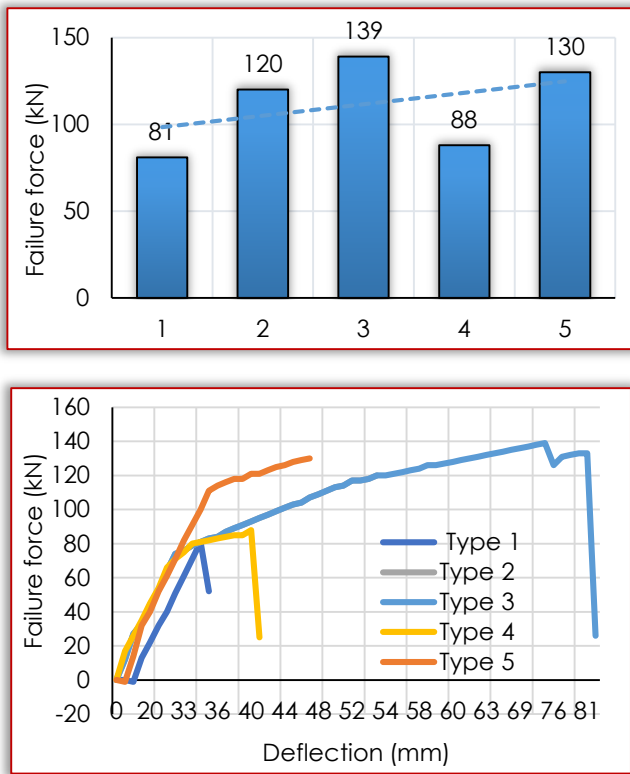 150
139
130
120
100
88
81
50
0
Failure force (kN)
1 2 3 4 5
160
140
120
100
80
60
40
20
0
-20
Failure force (kN)
Type 1
Type 2
Type 3
Type 4
Type 5
0 20 33 36 40 44 48 52 54 58 60 63 69 76 81
Deflection (mm)